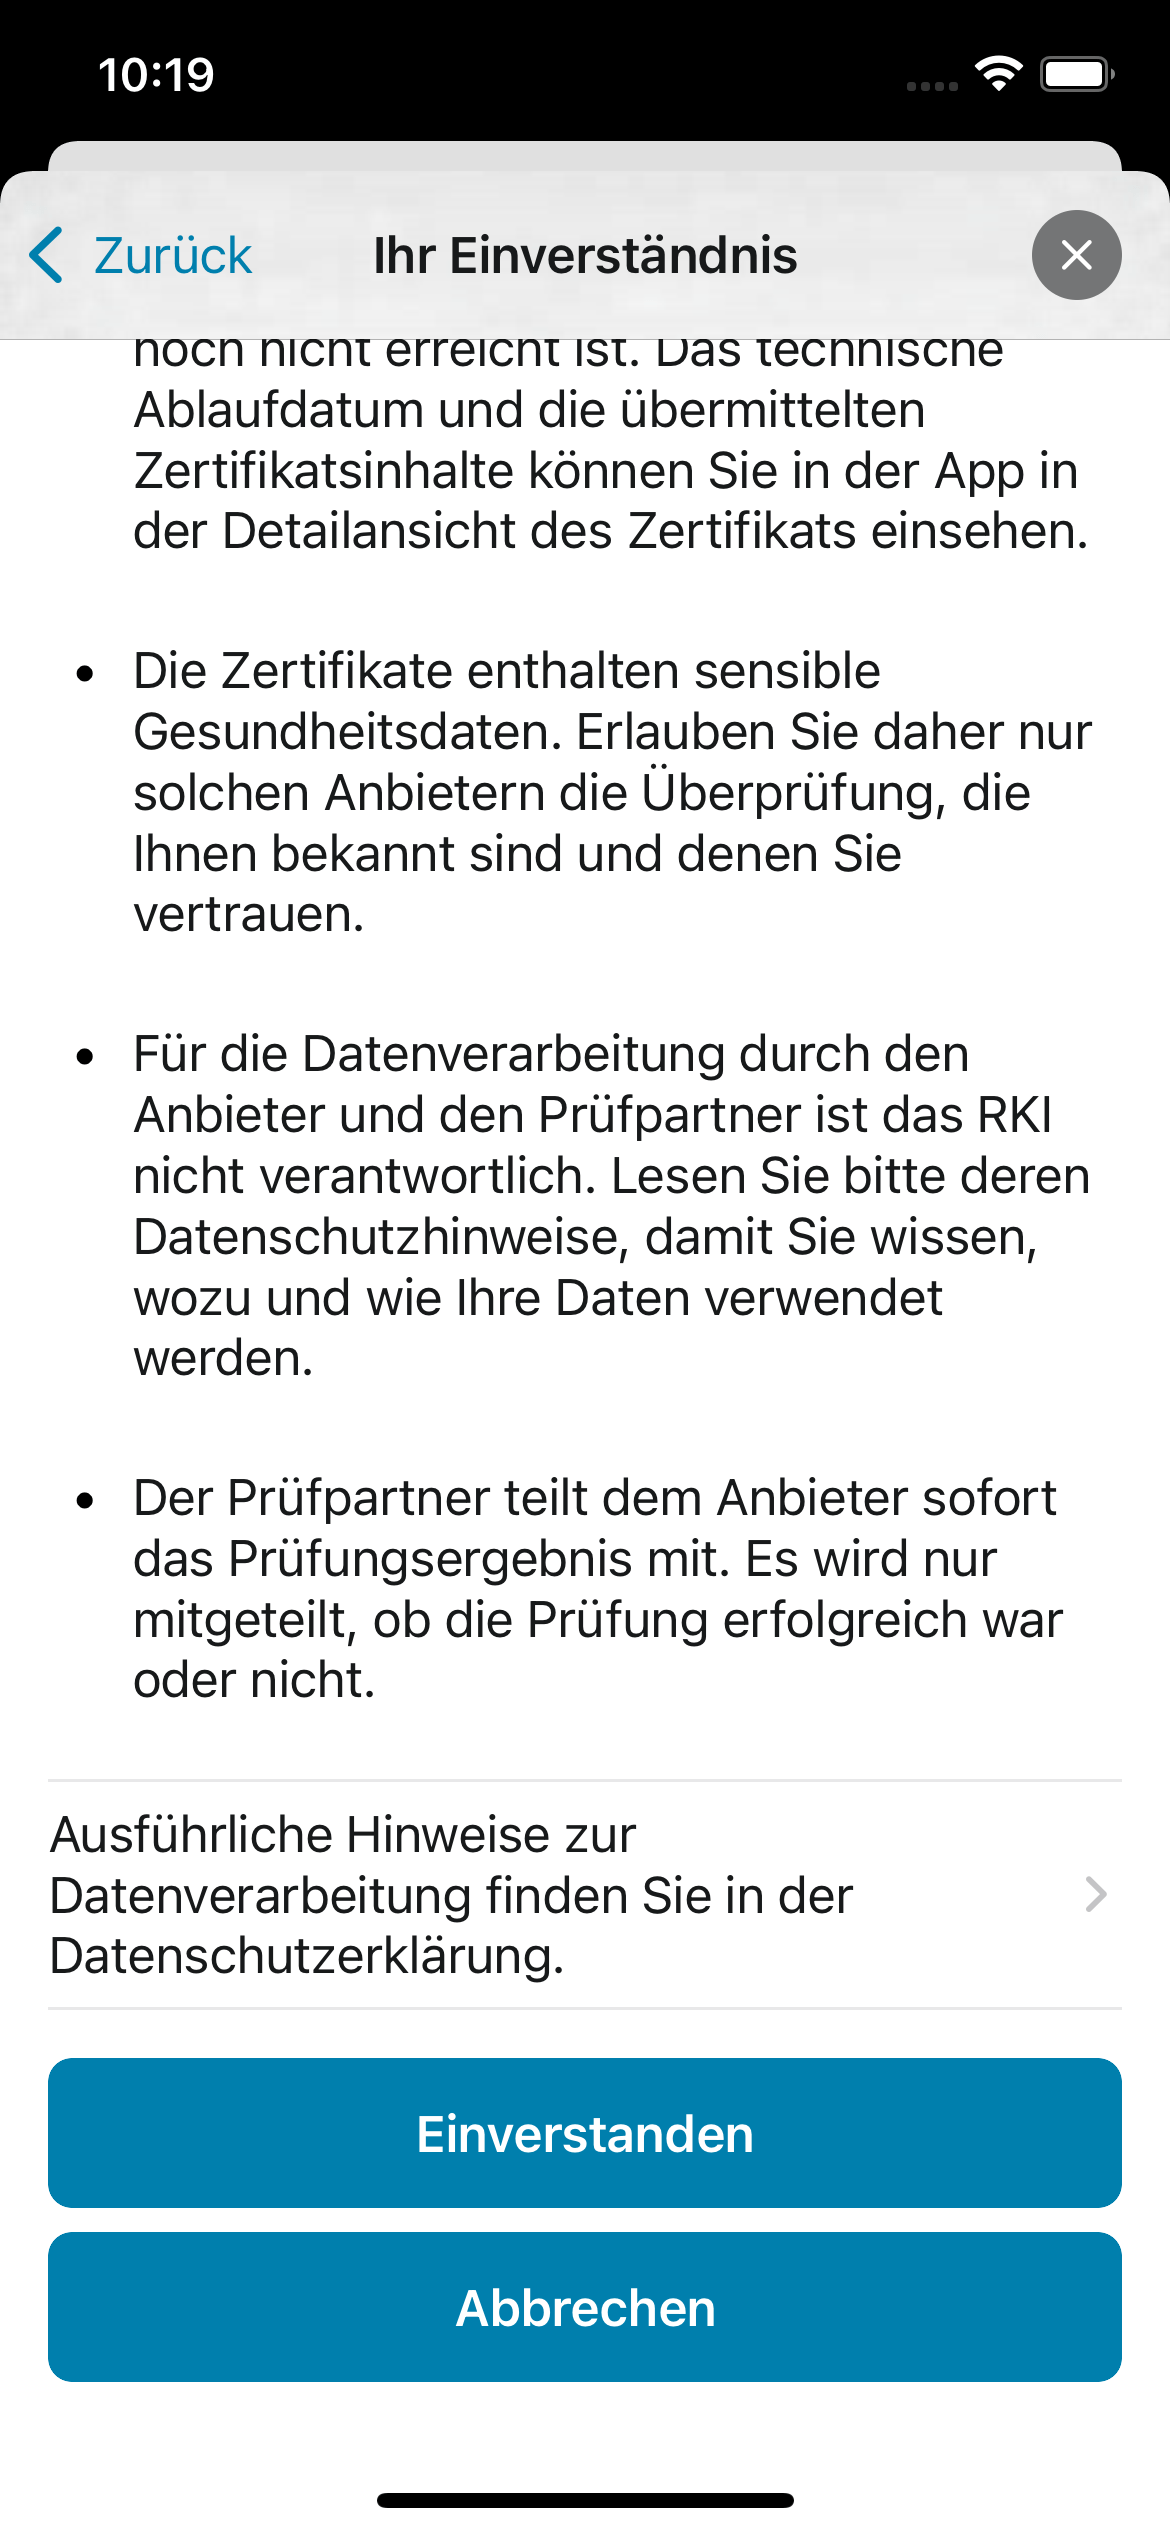 10:19
Zurück
Ihr Einverständnis
noch nicht erreicht ist. Das technische
Ablaufdatum und die übermittelten
Zertifikatsinhalte können Sie in der App in
der Detailansicht des Zertifikats einsehen.
• Die Zertifikate enthalten sensible
Gesundheitsdaten. Erlauben Sie daher nur
solchen Anbietern die Überprüfung, die
Ihnen bekannt sind und denen Sie
vertrauen.
• Für die Datenverarbeitung durch den
Anbieter und den Prüfpartner ist das RKI
nicht verantwortlich. Lesen Sie bitte deren
Datenschutzhinweise, damit Sie wissen,
wozu und wie Ihre Daten verwendet
werden.
• Der Prüfpartner teilt dem Anbieter sofort
das Prüfungsergebnis mit. Es wird nur
mitgeteilt, ob die Prüfung erfolgreich war
oder nicht.
Ausführliche Hinweise zur
Datenverarbeitung finden Sie in der
Datenschutzerklärung.
Einverstanden
Abbrechen